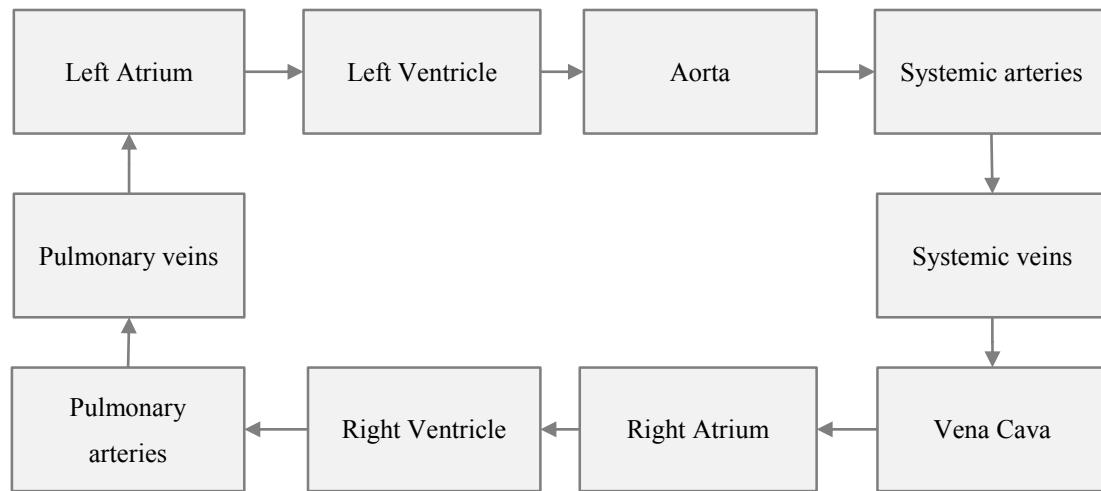 Left Atrium
Left Ventricle
Aorta
Systemic arteries
Pulmonary veins
Systemic veins
Pulmonary
arteries
Right Ventricle
Right Atrium
Vena Cava